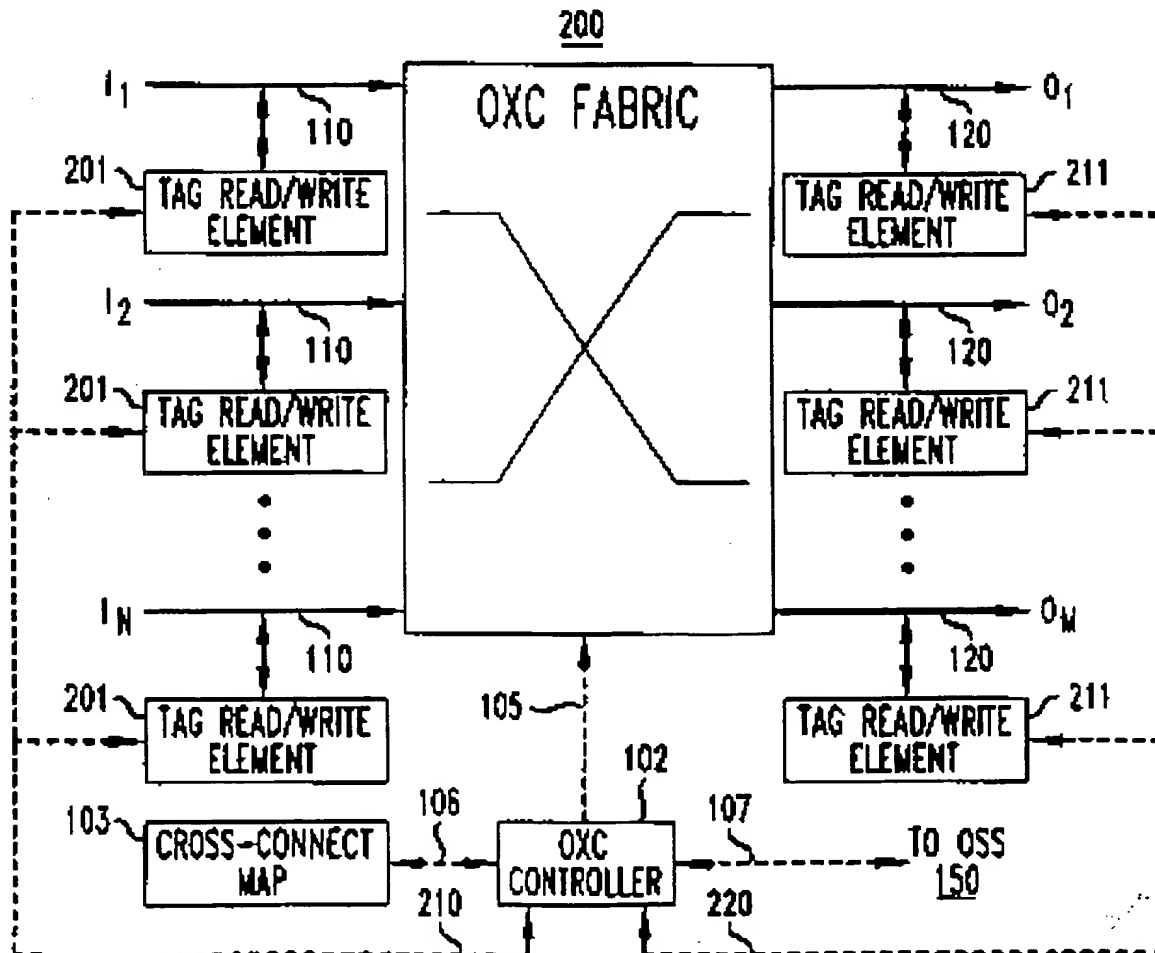 200
I1 110 OXC FABRIC 120 O1
201 TAG READ/WRITE ELEMENT
TAG READ/WRITE ELEMENT 211
I2 110 120 O2
201 TAG READ/WRITE ELEMENT
TAG READ/WRITE ELEMENT 211
IN 110 120 OM
201 TAG READ/WRITE ELEMENT
105
TAG READ/WRITE ELEMENT 211
103 CROSS-CONNECT MAP
106
102
OXC CONTROLLER
107
TO OSS
150
210
220